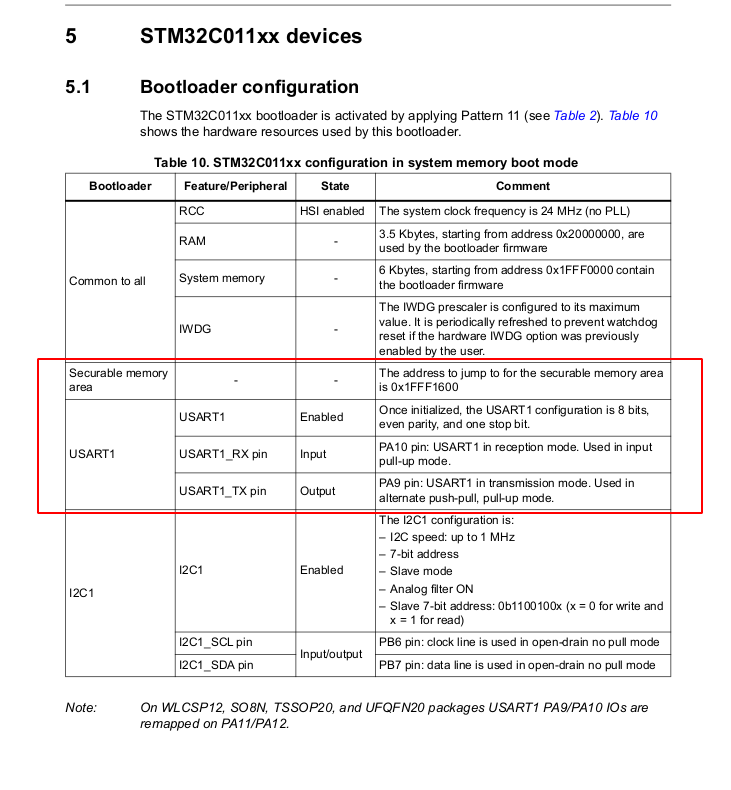 5 STM32C011xx devices
5.1 Bootloader configuration
The STM32C011xx bootloader is activated by applying Pattern 11 (see Table 2). Table 10
shows the hardware resources used by this bootloader.
Table 10. STM32C011xx configuration in system memory boot mode
Bootloader Feature/Peripheral State Comment
Common to all
RCC HSI enabled The system clock frequency is 24 MHz (no PLL)
RAM - 3.5 Kbytes, starting from address 0x20000000, are
used by the bootloader firmware
System memory - 6 Kbytes, starting from address 0x1FFF0000 contain
the bootloader firmware
IWDG - The IWDG prescaler is configured to its maximum
value. It is periodically refreshed to prevent watchdog
reset if the hardware IWDG option was previously
enabled by the user.
Securable memory
area
- - The address to jump to for the securable memory area
is 0x1FFF1600
USART1
USART1 Enabled Once initialized, the USART1 configuration is 8 bits,
even parity, and one stop bit.
USART1_RX pin Input PA10 pin: USART1 in reception mode. Used in input
pull-up mode.
USART1_TX pin Output PA9 pin: USART1 in transmission mode. Used in
alternate push-pull, pull-up mode.
I2C1
I2C1 Enabled The I2C1 configuration is:
– I2C speed: up to 1 MHz
– 7-bit address
– Slave mode
– Analog filter ON
– Slave 7-bit address: 0b1100100x (x = 0 for write and
x = 1 for read)
I2C1_SCL pin Input/output PB6 pin: clock line is used in open-drain no pull mode
I2C1_SDA pin PB7 pin: data line is used in open-drain no pull mode
Note: On WLCSP12, SO8N, TSSOP20, and UFQFN20 packages USART1 PA9/PA10 IOs are
remapped on PA11/PA12.